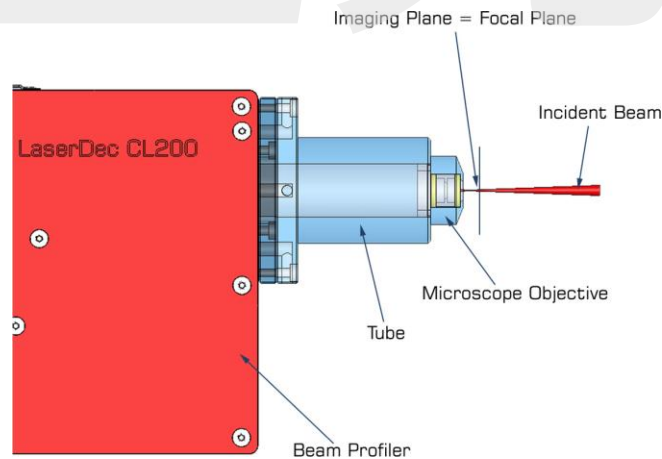 Imaging Plane = Focal Plane
Incident Beam
LaserDec CL200
Microscope Objective
Tube
Beam Profiler